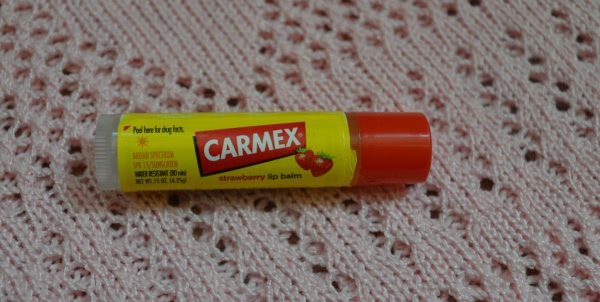 Peel here for drug facts.
BROAD SPECTRUM
SPF 15/SUNSCREEN
WATER RESISTANT (80 min)
NET WT .15 OZ. (4.25g)
CARMEX
strawberry lip balm